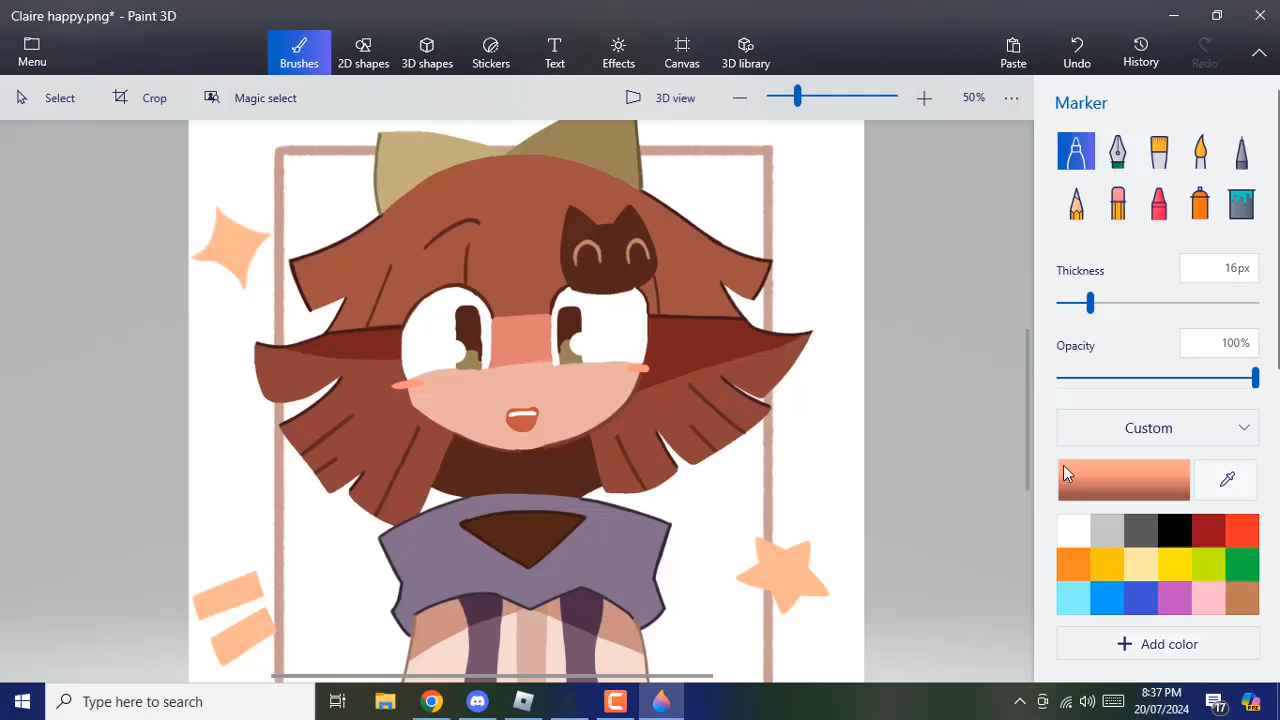 Claire happy.png* - Paint 3D
Menu
Brushes
2D shapes
3D shapes
Stickers
Text
Effects
Canvas
3D library
Paste
Undo
History
Redo
Select
Crop
Magic select
3D view
50%
Marker
Thickness
16px
Opacity
100%
Custom
Add color
Type here to search
8:37 PM
20/07/2024
17
PRE